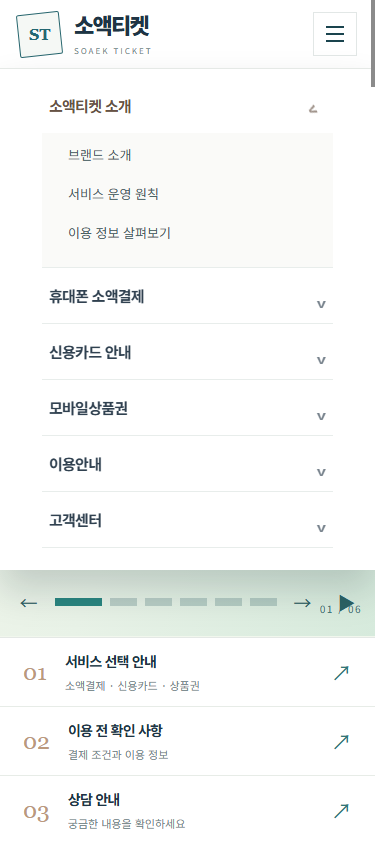 ST
소액티켓
SOAEK TICKET
소액티켓 소개
브랜드 소개
서비스 운영 원칙
이용 정보 살펴보기
휴대폰 소액결제
신용카드 안내
모바일상품권
이용안내
고객센터
01 / 06
01 서비스 선택 안내
소액결제 · 신용카드 · 상품권
02 이용 전 확인 사항
결제 조건과 이용 정보
03 상담 안내
궁금한 내용을 확인하세요